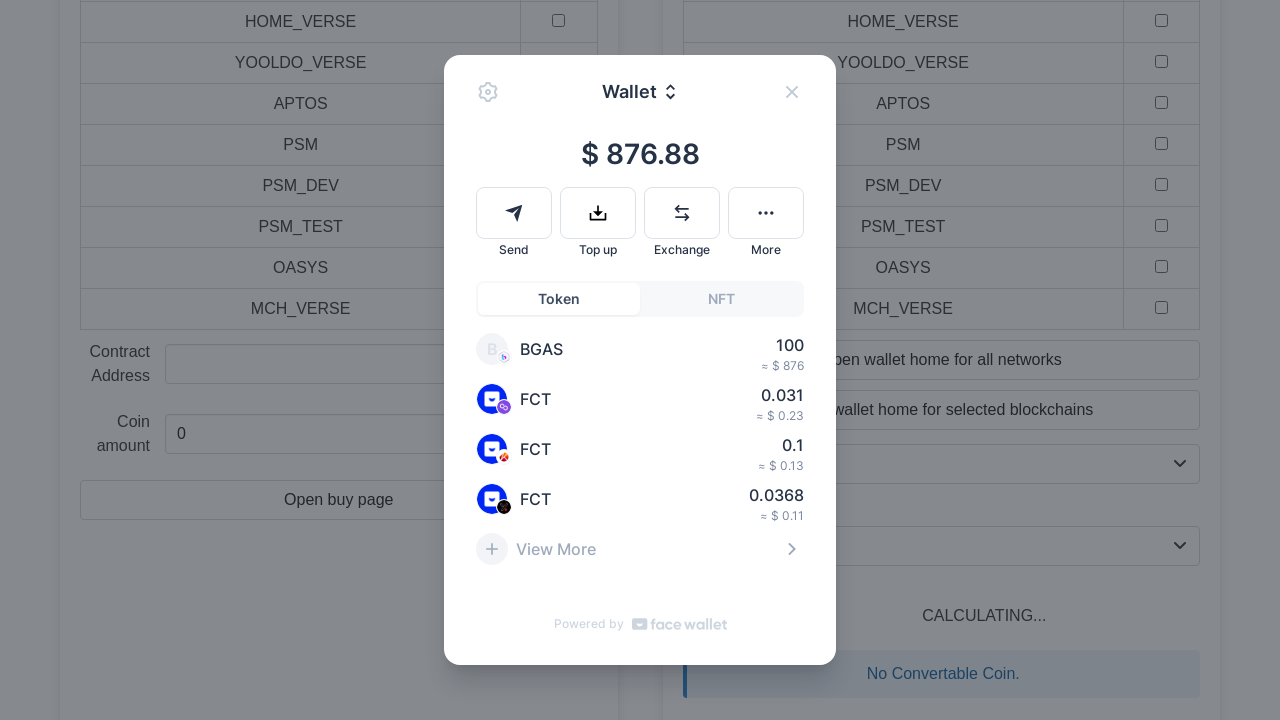 HOME_VERSE
YOOLDO_VERSE
APTOS
PSM
PSM_DEV
PSM_TEST
OASYS
MCH_VERSE
Contract
Address
Coin
amount
0
Open buy page
Wallet
$ 876.88
Send
Top up
Exchange
More
Token
NFT
B
BGAS
100
≈ $ 876
FCT
0.031
≈ $ 0.23
FCT
0.1
≈ $ 0.13
FCT
0.0368
≈ $ 0.11
View More
Powered by face wallet
HOME_VERSE
YOOLDO_VERSE
APTOS
PSM
PSM_DEV
PSM_TEST
OASYS
MCH_VERSE
pen wallet home for all networks
wallet home for selected blockchains
CALCULATING...
No Convertable Coin.